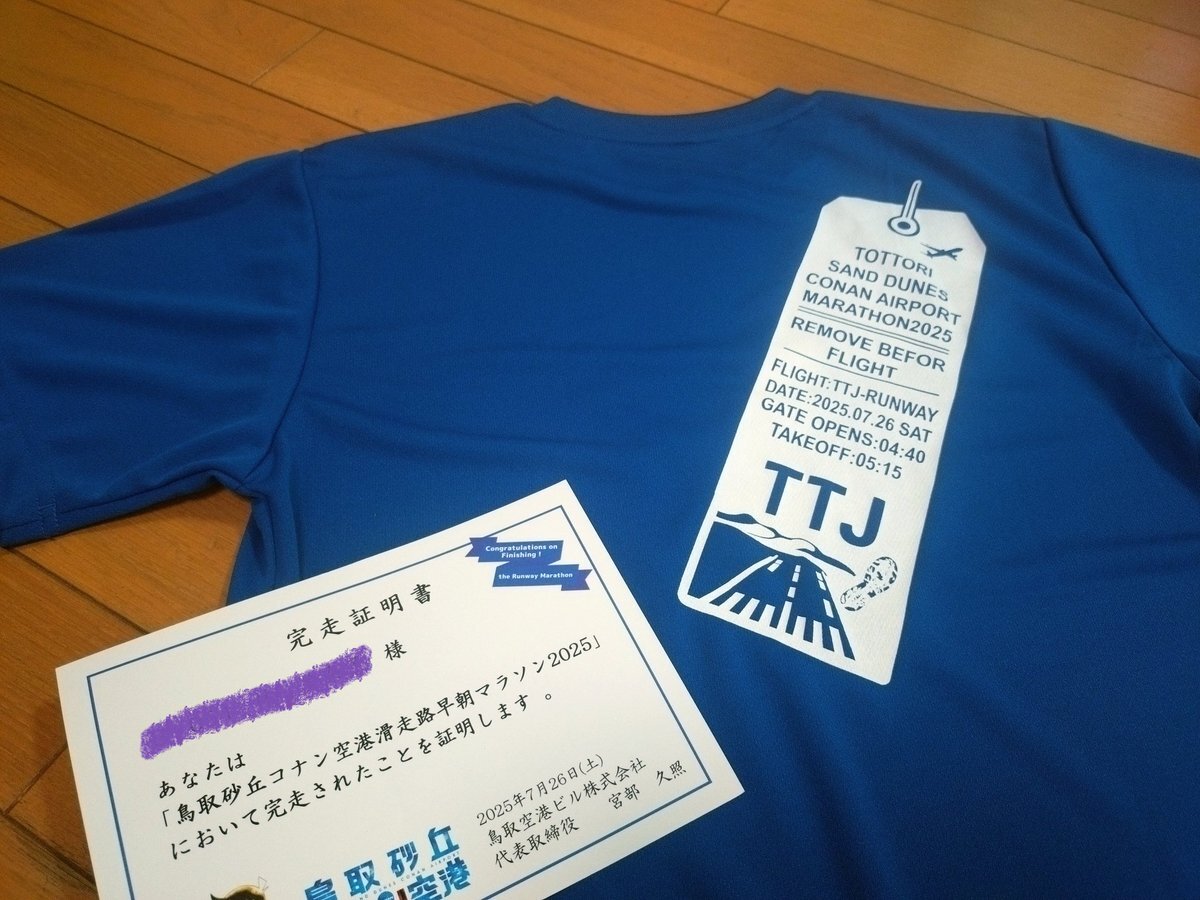 TOTTORI
SAND DUNES
CONAN AIRPORT
MARATHON2025
REMOVE BEFOR
FLIGHT
FLIGHT:TTJ-RUNWAY
DATE:2025.07.26 SAT
GATE OPENS:04:40
TAKEOFF:05:15
TTJ
Congratulations on
Finishing !
the Runway Marathon
完走証明書
様
あなたは
「鳥取砂丘コナン空港滑走路早朝マラソン2025」
において完走されたことを証明します 。
2025年7月26日(土)
鳥取空港ビル株式会社
代表取締役 宮部 久照
鳥取砂丘
空港